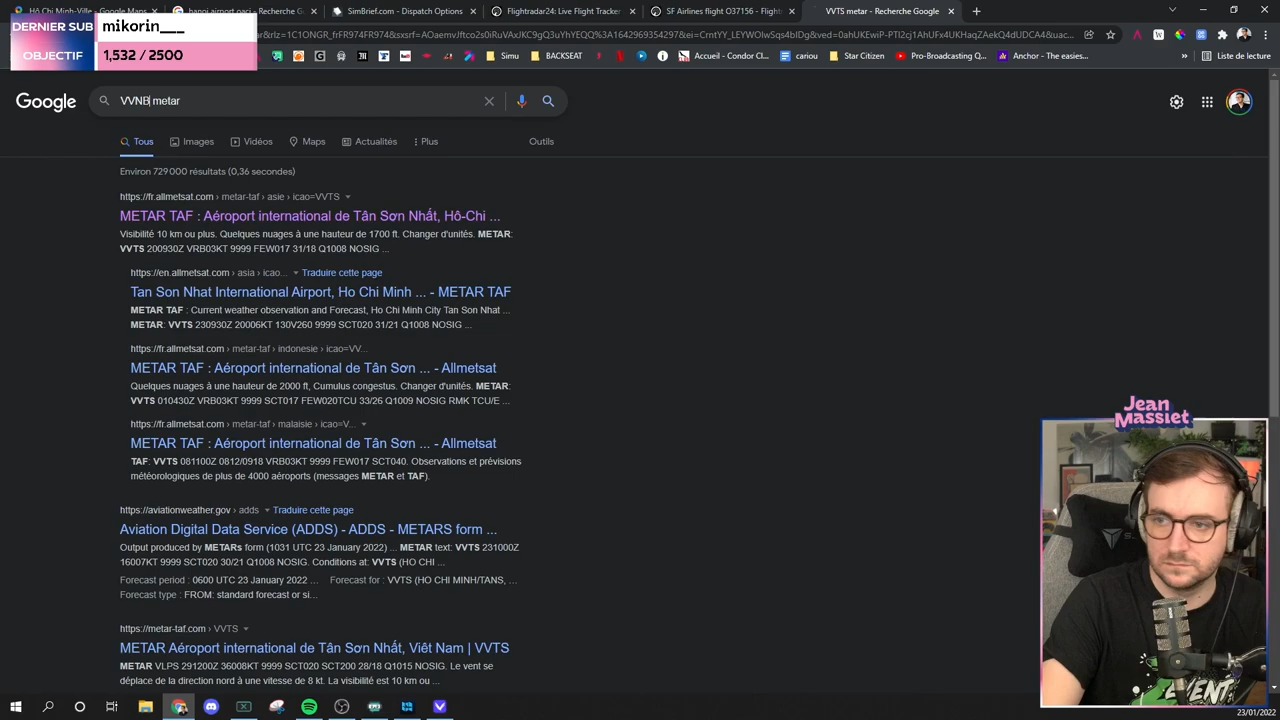 Hô Chi Minh-Ville - Google Maps
hanoi airport oaci - Recherche G
SimBrief.com - Dispatch Options
Flightradar24: Live Flight Tracker
SF Airlines
VVTS metar - Recherche Google
DERNIER SUB
mikorin___
OBJECTIF
1,532 / 2500
Simu
BACKSEAT
cario
Accueil - Condor Cl...
Star Citizen
Pro-Broadcasting Q...
Anchor - The easies...
Liste de lecture
Google
VVNB metar
Tous
Images
Vidéos
Maps
Actualités
Plus
Outils
Environ 729 000 résultats (0,36 secondes)
https://fr.allmetsat.com › metar-taf › asie › icao=VVTS
METAR TAF : Aéroport international de Tân Sơn Nhất, Hô-Chi ...
Visibilité 10 km ou plus. Quelques nuages à une hauteur de 1700 ft. Changer d'unités. METAR:
VVTS 200930Z VRB03KT 9999 FEW017 31/18 Q1008 NOSIG ...
https://en.allmetsat.com › asia › icao... Traduire cette page
Tan Son Nhat International Airport, Ho Chi Minh ... - METAR TAF
METAR TAF : Current weather observation and Forecast, Ho Chi Minh City Tan Son Nhat ...
METAR: VVTS 230930Z 20006KT 130V260 9999 SCT020 31/21 Q1008 NOSIG ...
https://fr.allmetsat.com › metar-taf › indonesie › icao=VV...
METAR TAF : Aéroport international de Tân Sơn ... - Allmetsat
Quelques nuages à une hauteur de 2000 ft, Cumulus congestus. Changer d'unités. METAR:
VVTS 010430Z VRB03KT 9999 SCT017 FEW020TCU 33/26 Q1009 NOSIG RMK TCU/E ...
https://fr.allmetsat.com › metar-taf › malaisie › icao=V...
METAR TAF : Aéroport international de Tân Sơn ... - Allmetsat
TAF: VVTS 081100Z 0812/0918 VRB03KT 9999 FEW017 SCT040. Observations et prévisions
météorologiques de plus de 4000 aéroports (messages METAR et TAF).
https://aviationweather.gov › adds Traduire cette page
Aviation Digital Data Service (ADDS) - ADDS - METARS form ...
Output produced by METARs form (1031 UTC 23 January 2022) ... METAR text: VVTS 231000Z
16007KT 9999 SCT020 30/21 Q1008 NOSIG. Conditions at: VVTS (HO CHI ...
Forecast period : 0600 UTC 23 January 2022 ... Forecast for : VVTS (HO CHI MINH/TANS, ...
Forecast type : FROM: standard forecast or si...
https://metar-taf.com › VVTS
METAR Aéroport international de Tân Sơn Nhất, Viêt Nam | VVTS
METAR VLPS 291200Z 36008KT 9999 SCT020 SCT200 28/18 Q1015 NOSIG. Le vent se
déplace de la direction nord à une vitesse de 8 kt. La visibilité est 10 km ou ...
Jean
Massiet
EVENT
23/01/2022